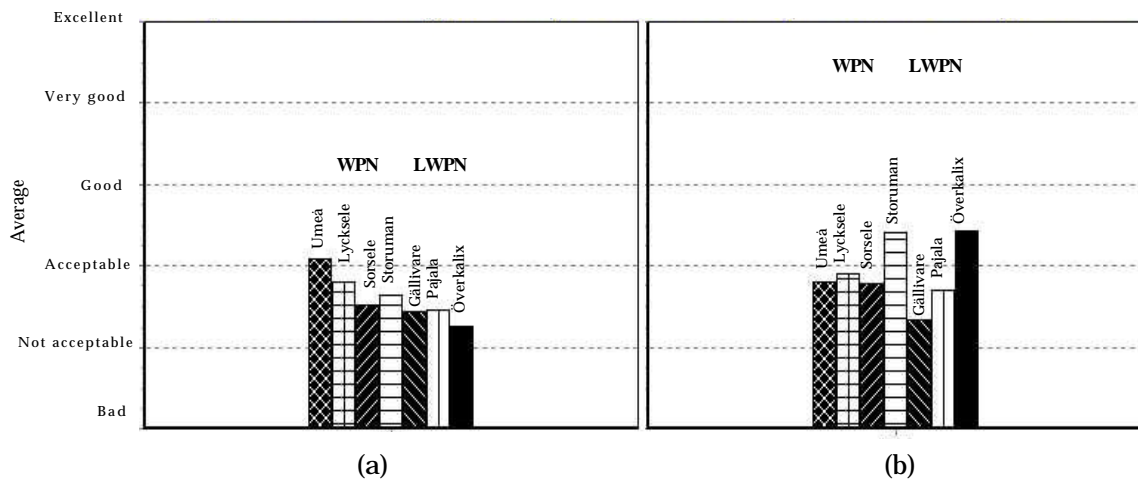 Excellent
Very good
Good
Acceptable
Not acceptable
Bad
Average
WPN LWPN
Umeå
Lycksele
Sorsele
Storuman
Gällivare
Pajala
Överkalix
(a)
WPN LWPN
Umeå
Lycksele
Sorsele
Storuman
Gällivare
Pajala
Överkalix
(b)